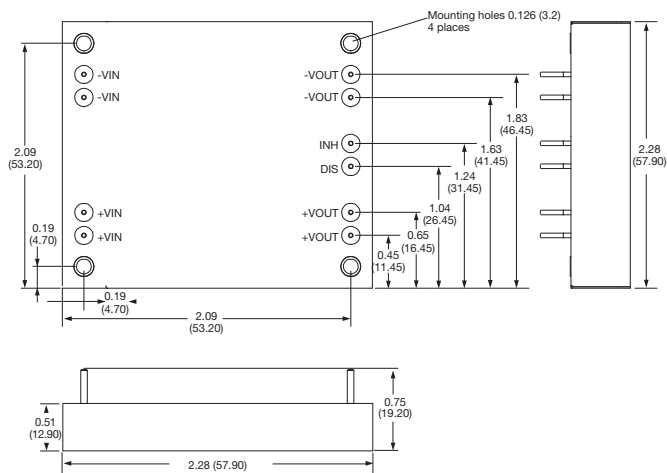 Mounting holes 0.126 (3.2)
4 places
-VIN
-VOUT
-VIN
-VOUT
INH
DIS
+VIN
+VOUT
+VIN
+VOUT
2.09
(53.20)
0.19
(4.70)
0.19
(4.70)
2.09
(53.20)
0.45
(11.45)
0.65
(16.45)
1.04
(26.45)
1.24
(31.45)
1.63
(41.45)
1.83
(46.45)
2.28
(57.90)
0.51
(12.90)
0.75
(19.20)
2.28 (57.90)